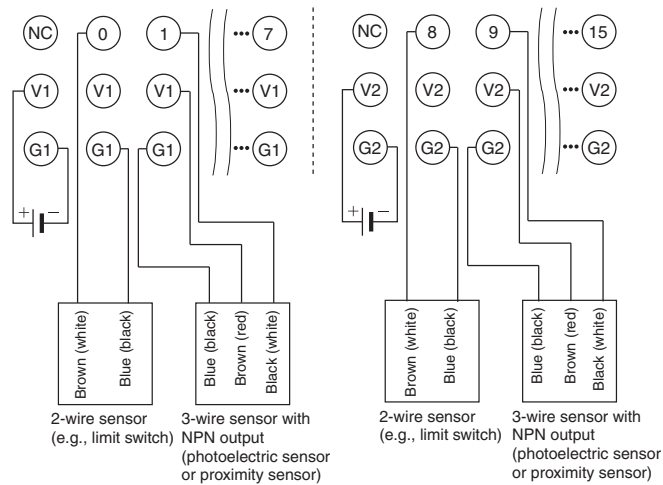 NC 0 1 ••• 7
V1 V1 V1 ••• V1
G1 G1 G1 ••• G1
+ −
Brown (white)
Blue (black)
Blue (black)
Brown (red)
Black (white)
2-wire sensor
(e.g., limit switch)
3-wire sensor with
NPN output
(photoelectric sensor
or proximity sensor)
NC 8 9 ••• 15
V2 V2 V2 ••• V2
G2 G2 G2 ••• G2
+ −
Brown (white)
Blue (black)
Blue (black)
Brown (red)
Black (white)
2-wire sensor
(e.g., limit switch)
3-wire sensor with
NPN output
(photoelectric sensor
or proximity sensor)